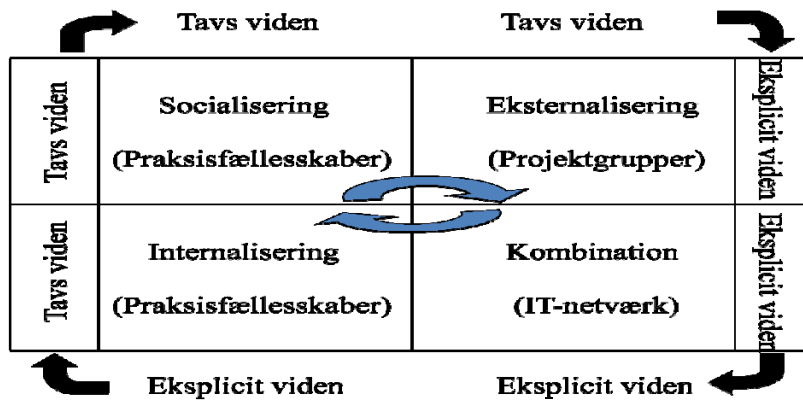 Tavs viden
Tavs viden
Tavs viden
Socialisering
(Praksisfællesskaber)
Eksternalisering
(Projektgrupper)
Eksplicit viden
Tavs viden
Internalisering
(Praksisfællesskaber)
Kombination
(IT-netværk)
Eksplicit viden
Eksplicit viden
Eksplicit viden